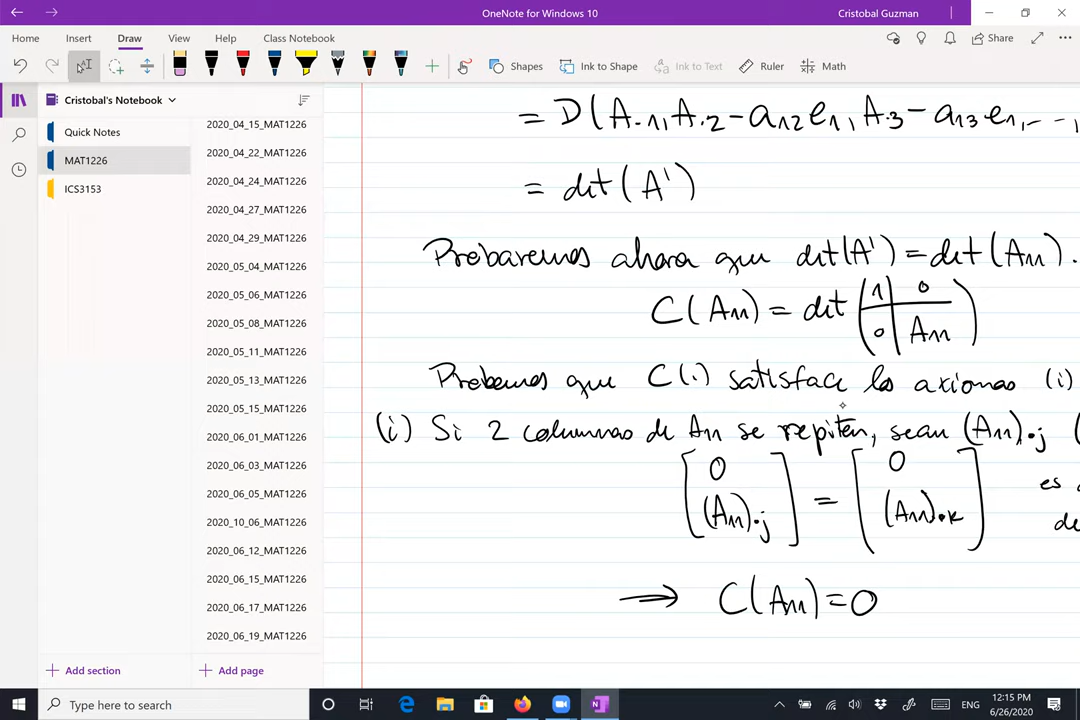 OneNote for Windows 10
Cristobal Guzman
Home Insert Draw View Help Class Notebook
Share
Shapes Ink to Shape Ink to Text Ruler Math
Cristobal's Notebook
Quick Notes
MAT1226
ICS3153
2020_04_15_MAT1226
2020_04_22_MAT1226
2020_04_24_MAT1226
2020_04_27_MAT1226
2020_04_29_MAT1226
2020_05_04_MAT1226
2020_05_06_MAT1226
2020_05_08_MAT1226
2020_05_11_MAT1226
2020_05_13_MAT1226
2020_05_15_MAT1226
2020_06_01_MAT1226
2020_06_03_MAT1226
2020_06_05_MAT1226
2020_10_06_MAT1226
2020_06_12_MAT1226
2020_06_15_MAT1226
2020_06_17_MAT1226
2020_06_19_MAT1226
Add section
Add page
= D(A.1, A.2 - a12 e1, A.3 - a13 e1, ...
= det(A')
Probaremos ahora que det(A') = det(A11).
C(A11) = det (1 0
0 A11)
Probemos que C(.) satisface los axiomas (i)
(i) Si 2 columnas de A11 se repiten, sean (A11).j (
[0 (A11).j] = [0 (A11).k] es
de
→ C(A11) = 0
Type here to search
ENG
12:15 PM
6/26/2020